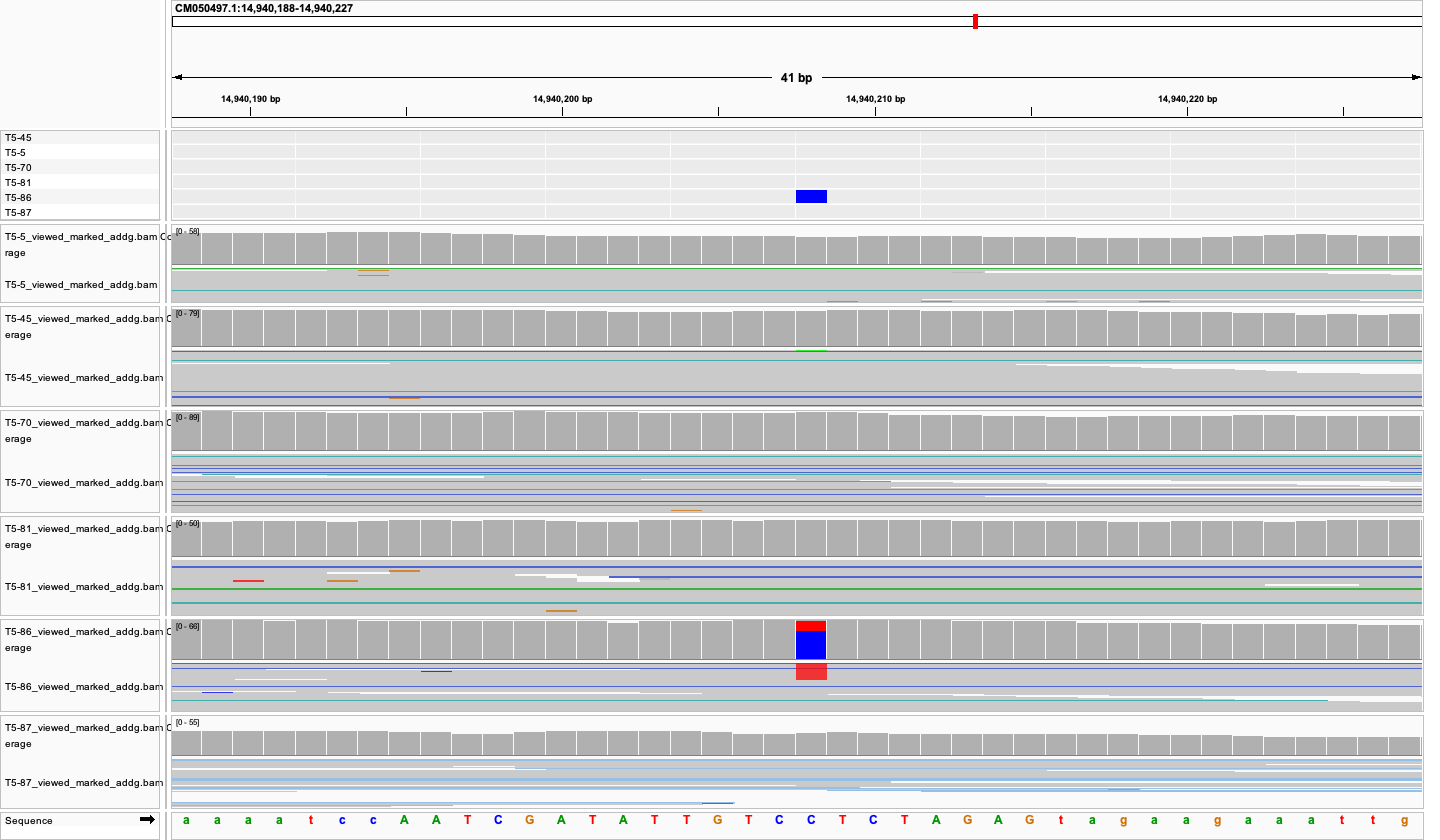 CM050497.1:14,940,188-14,940,227
41 bp
14,940,190 bp 14,940,200 bp 14,940,210 bp 14,940,220 bp
T5-45
T5-5
T5-70
T5-81
T5-86
T5-87
T5-5_viewed_marked_addg.bam Co [0 - 58]
rage
T5-5_viewed_marked_addg.bam
T5-45_viewed_marked_addg.bam C [0 - 79]
erage
T5-45_viewed_marked_addg.bam
T5-70_viewed_marked_addg.bam C [0 - 89]
erage
T5-70_viewed_marked_addg.bam
T5-81_viewed_marked_addg.bam C [0 - 50]
erage
T5-81_viewed_marked_addg.bam
T5-86_viewed_marked_addg.bam C [0 - 66]
erage
T5-86_viewed_marked_addg.bam
T5-87_viewed_marked_addg.bam C [0 - 55]
erage
T5-87_viewed_marked_addg.bam
Sequence a a a a t c c A A T C G A T A T T G T C C T C T A G A G t a g a a g a a a t t g